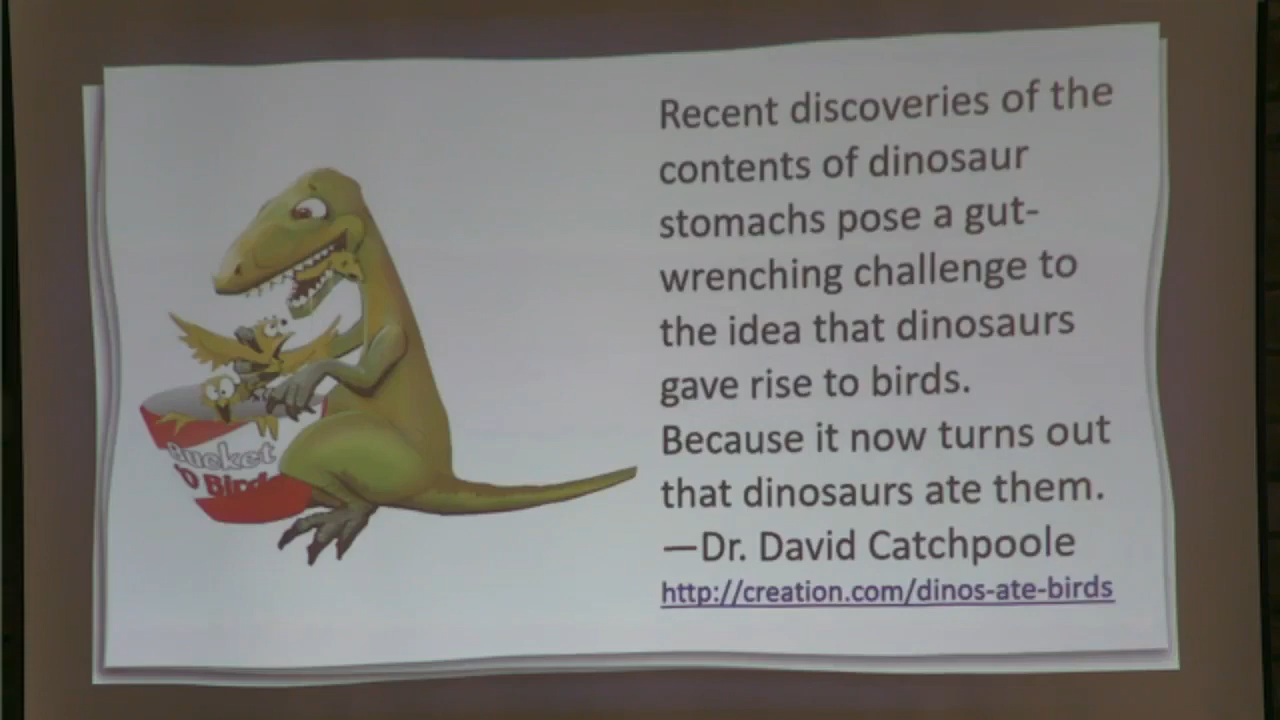 Recent discoveries of the
contents of dinosaur
stomachs pose a gut-
wrenching challenge to
the idea that dinosaurs
gave rise to birds.
Because it now turns out
that dinosaurs ate them.
—Dr. David Catchpoole
http://creation.com/dinos-ate-birds
Bucket
O Birds